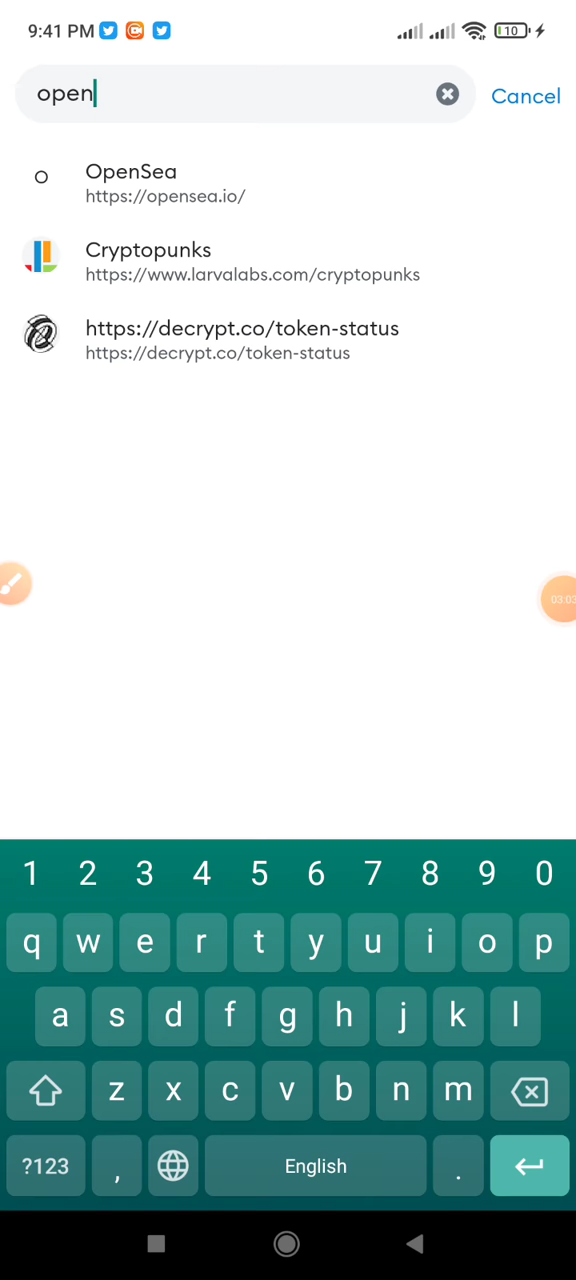 9:41 PM 10
open Cancel
OpenSea
https://opensea.io/
Cryptopunks
https://www.larvalabs.com/cryptopunks
https://decrypt.co/token-status
https://decrypt.co/token-status
03:03
1 2 3 4 5 6 7 8 9 0
q w e r t y u i o p
a s d f g h j k l
z x c v b n m
?123 , English .